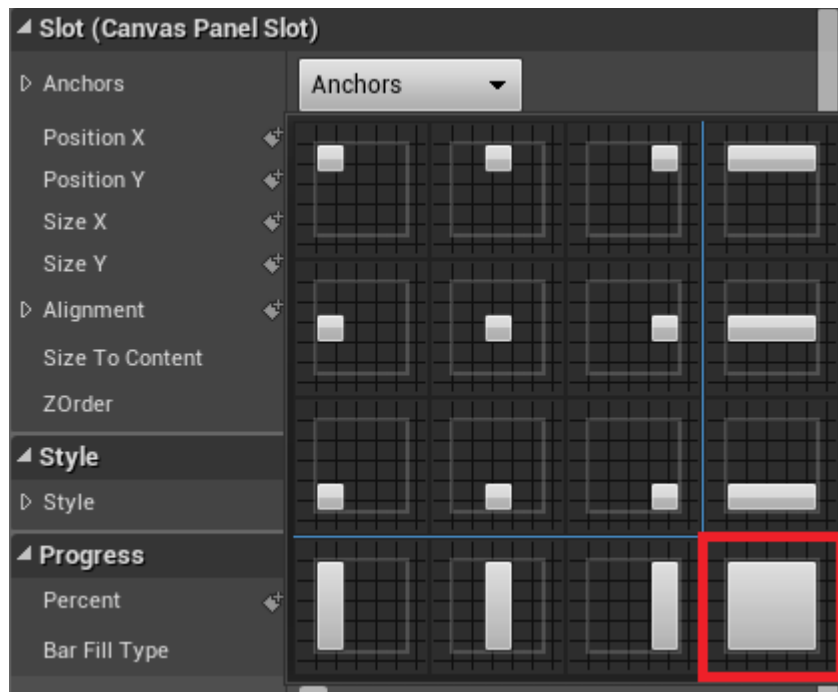 Slot (Canvas Panel Slot)
Anchors
Anchors
Position X
Position Y
Size X
Size Y
Alignment
Size To Content
ZOrder
Style
Style
Progress
Percent
Bar Fill Type